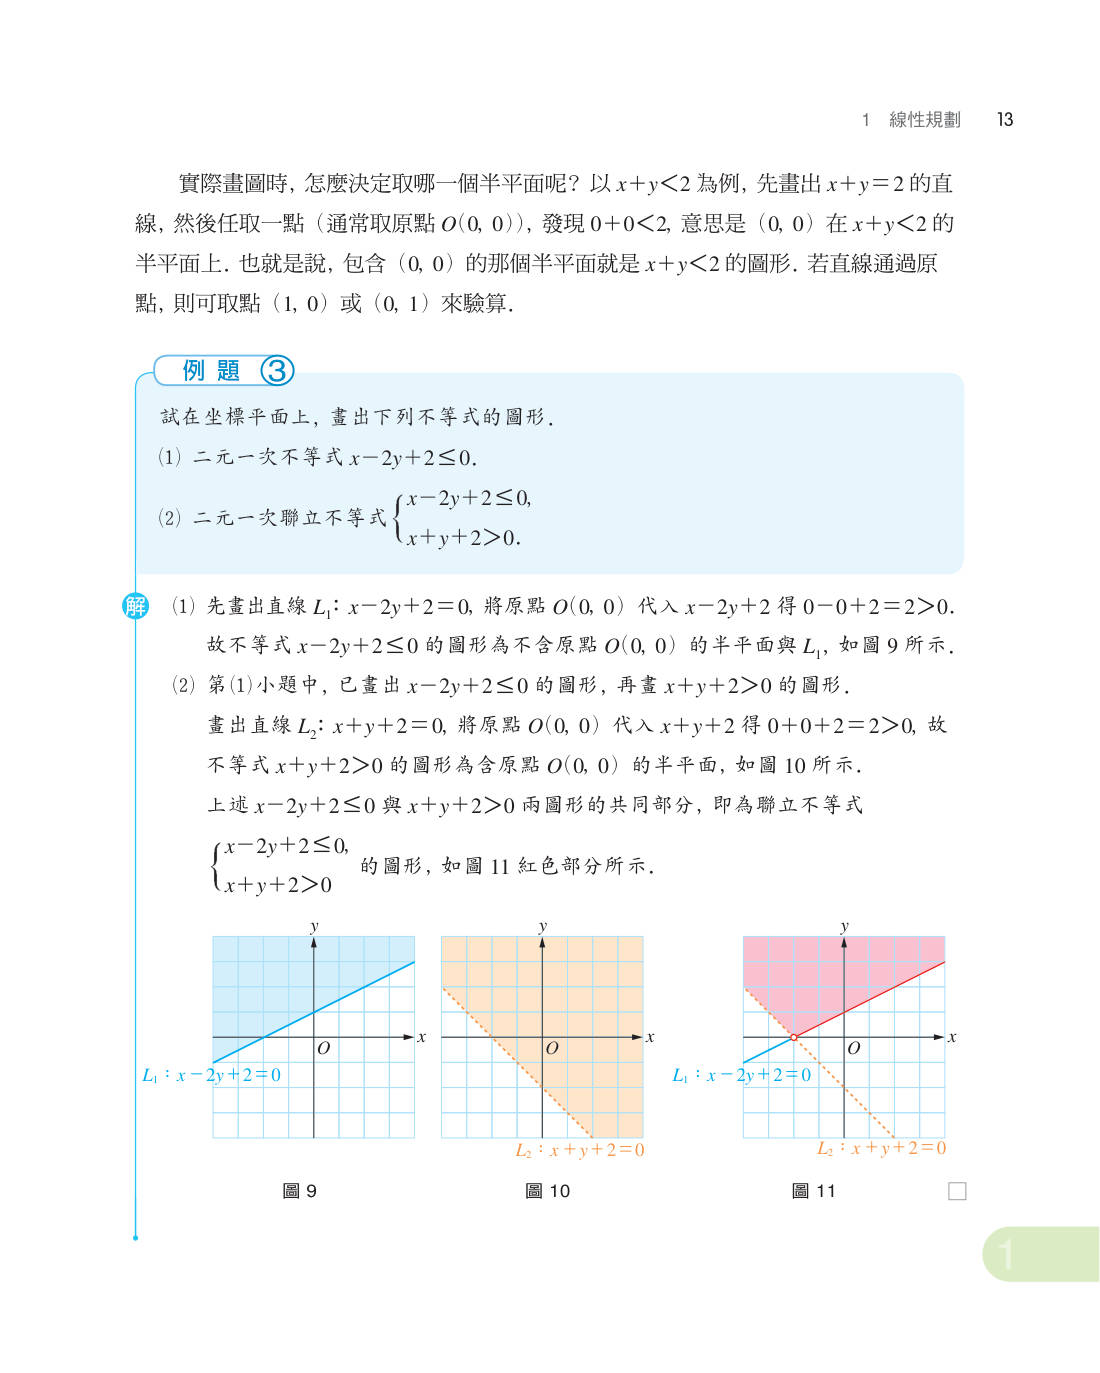 1 線性規劃 13
實際畫圖時, 怎麼決定取哪一個半平面呢? 以 x+y<2 為例, 先畫出 x+y=2 的直
線, 然後任取一點（通常取原點 O(0, 0)）, 發現 0+0<2, 意思是（0, 0）在 x+y<2 的
半平面上. 也就是說, 包含（0, 0）的那個半平面就是 x+y<2 的圖形. 若直線通過原
點, 則可取點（1, 0）或（0, 1）來驗算.
例題 3
試在坐標平面上, 畫出下列不等式的圖形.
(1) 二元一次不等式 x-2y+2≤0.
(2) 二元一次聯立不等式
x-2y+2≤0,
x+y+2>0.
解
(1) 先畫出直線 L₁: x-2y+2=0, 將原點 O(0, 0) 代入 x-2y+2 得 0-0+2=2>0.
故不等式 x-2y+2≤0 的圖形為不含原點 O(0, 0) 的半平面與 L₁, 如圖 9 所示.
(2) 第(1)小題中, 已畫出 x-2y+2≤0 的圖形, 再畫 x+y+2>0 的圖形.
畫出直線 L₂: x+y+2=0, 將原點 O(0, 0) 代入 x+y+2 得 0+0+2=2>0, 故
不等式 x+y+2>0 的圖形為含原點 O(0, 0) 的半平面, 如圖 10 所示.
上述 x-2y+2≤0 與 x+y+2>0 兩圖形的共同部分, 即為聯立不等式
x-2y+2≤0,
x+y+2>0
的圖形, 如圖 11 紅色部分所示.
y
x
O
L₁：x-2y+2=0
圖 9
y
x
O
L₂：x+y+2=0
圖 10
y
x
O
L₁：x-2y+2=0
L₂：x+y+2=0
圖 11
1